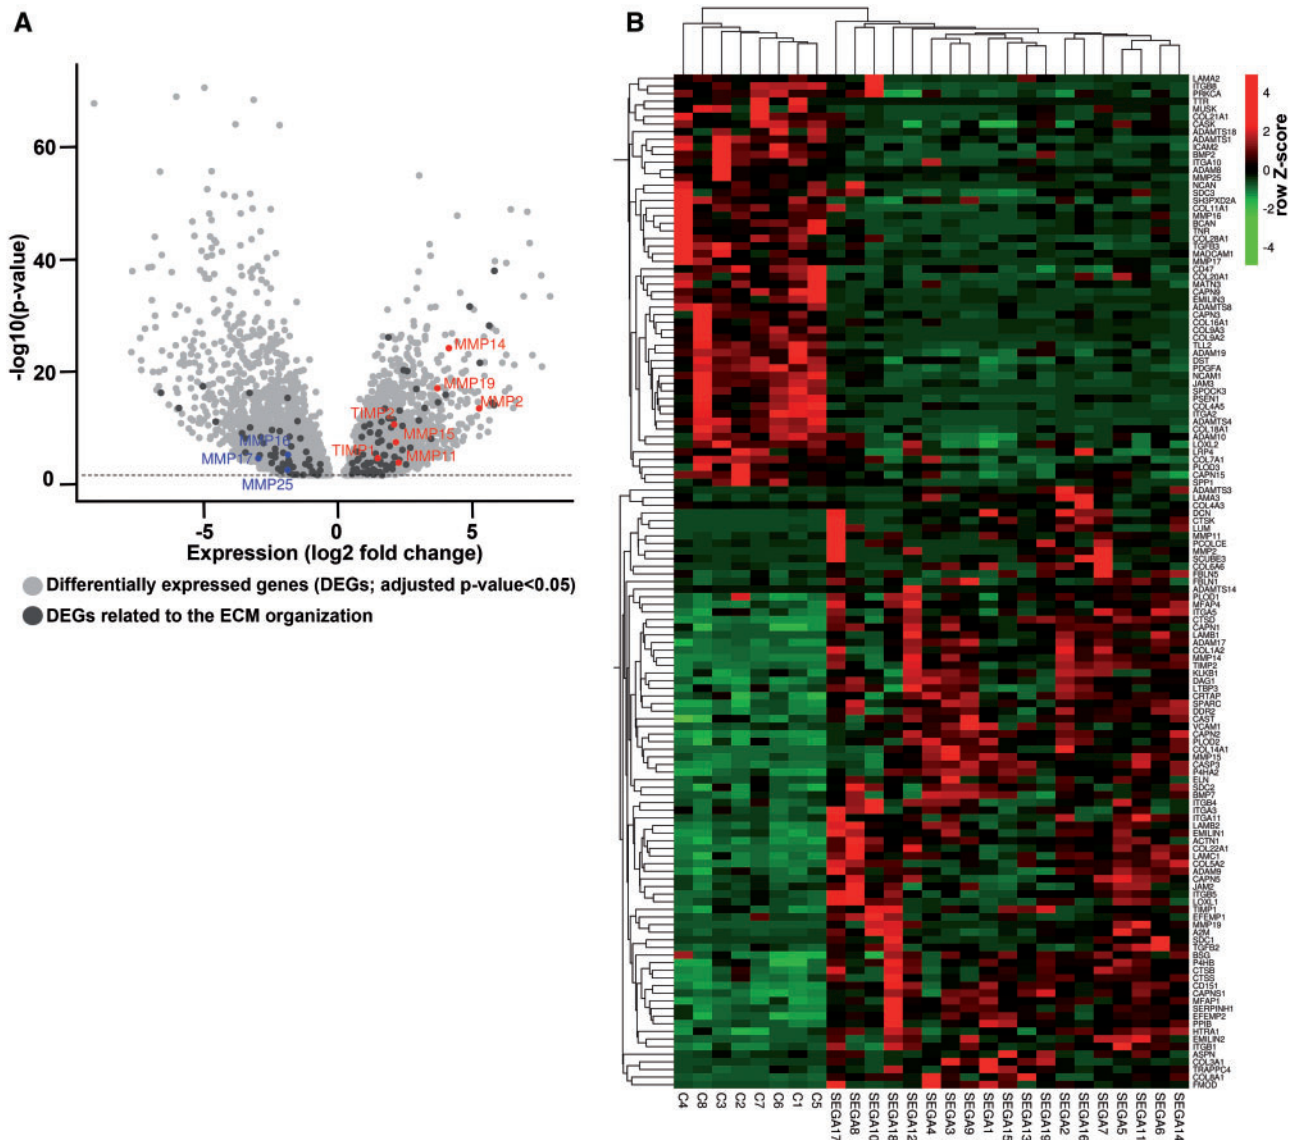 A
B
60
40
20
0
-log10(p-value)
-5
0
5
Expression (log2 fold change)
MMP14
MMP19
MMP2
TIMP2
MMP15
TIMP1
MMP11
MMP16
MMP17
MMP25
Differentially expressed genes (DEGs; adjusted p-value<0.05)
DEGs related to the ECM organization
4
2
0
-2
-4
row Z-score
LAMA2
ITGB8
PRKCA
TTR
MUSK
COL21A1
CASK
ADAMTS18
ADAMTS1
ICAM2
BMP2
ITGA10
ADAM8
MMP25
NCAN
SDC3
SH3PXD2A
COL11A1
MMP16
BCAN
TNR
COL28A1
TGFB3
MADCAM1
MMP17
CD47
COL20A1
MATN3
CAPN9
EMILIN3
ADAMTS8
CAPN3
COL16A1
COL9A3
COL9A2
TLL2
ADAM19
DST
PDGFA
NCAM1
JAM3
SPOCK3
PSEN1
COL4A5
ITGA2
ADAMTS4
COL18A1
ADAM10
LOXL2
LRP4
COL7A1
PLOD3
CAPN15
SPP1
ADAMTS3
LAMA3
COL4A3
DCN
CTSK
LUM
MMP11
PCOLCE
MMP2
SCUBE3
COL6A6
FBLN5
FBLN1
ADAMTS14
PLOD1
MFAP4
ITGA5
CTSD
CAPN1
LAMB1
ADAM17
COL1A2
MMP14
TIMP2
KLKB1
DAG1
LTBP3
CRTAP
SPARC
DDR2
CAST
VCAM1
CAPN2
PLOD2
COL14A1
MMP15
CASP3
P4HA2
ELN
SDC2
BMP7
ITGB4
ITGA3
ITGA11
LAMB2
EMILIN1
ACTN1
COL22A1
LAMC1
COL5A2
ADAM9
CAPN5
JAM2
ITGB5
LOXL1
TIMP1
EFEMP1
MMP19
A2M
SDC1
TGFB2
BSG
P4HB
CTSB
CTSS
CD151
CAPNS1
MFAP1
SERPINH1
EFEMP2
PPIB
HTRA1
EMILIN2
ITGB1
ASPN
COL3A1
TRAPPC4
COL8A1
FMOD
C4
C8
C3
C2
C7
C6
C1
C5
SEGA17
SEGA8
SEGA10
SEGA18
SEGA12
SEGA4
SEGA3
SEGA9
SEGA1
SEGA15
SEGA13
SEGA19
SEGA2
SEGA16
SEGA7
SEGA5
SEGA11
SEGA6
SEGA14